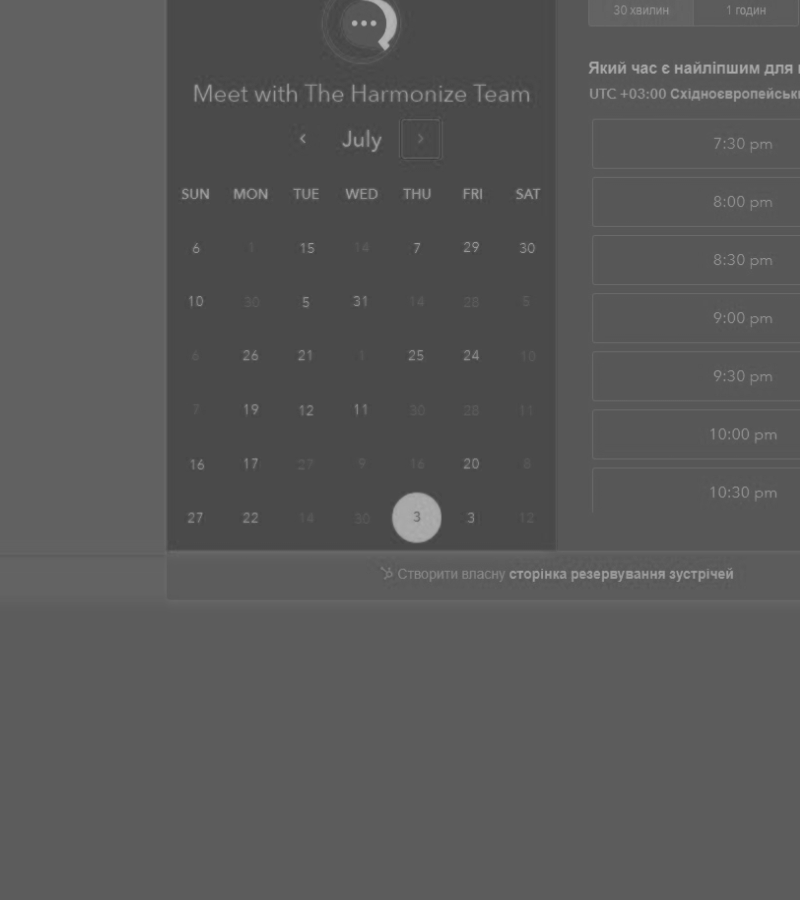 30 хвилин 1 годин
Який час є найліпшим для
UTC +03:00 Східноєвропейськ
Meet with The Harmonize Team
July
SUN MON TUE WED THU FRI SAT
6 1 15 14 7 29 30
10 30 5 31 14 28 5
6 26 21 1 25 24 10
7 19 12 11 30 28 11
16 17 27 9 16 20 8
27 22 14 30 3 3 12
7:30 pm
8:00 pm
8:30 pm
9:00 pm
9:30 pm
10:00 pm
10:30 pm
Створити власну сторінка резервування зустрічей